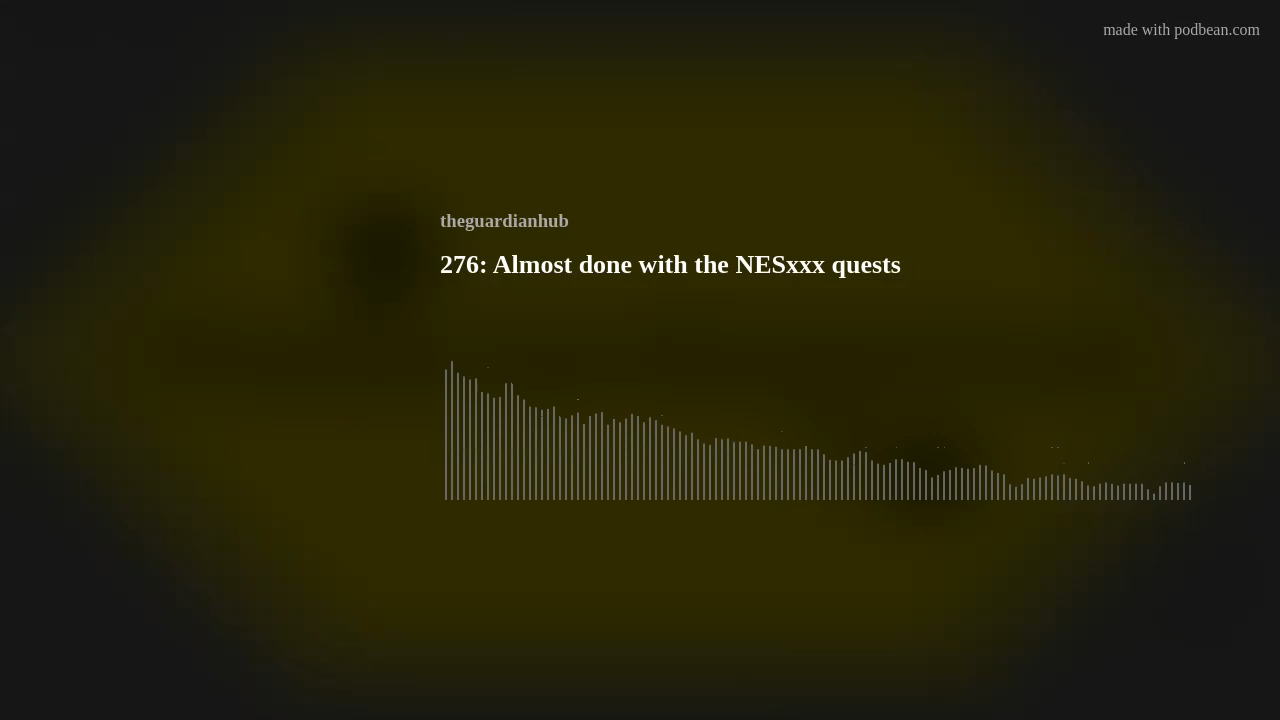 made with podbean.com
theguardianhub
276: Almost done with the NESxxx quests